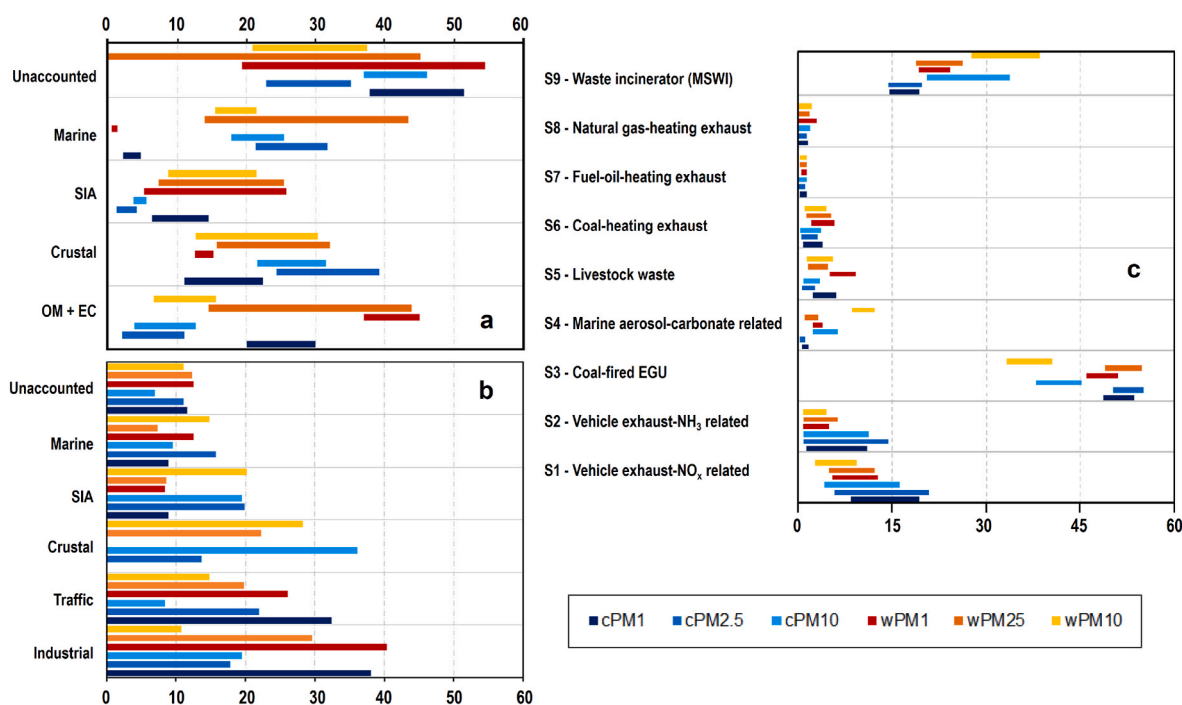 0 10 20 30 40 50 60
Unaccounted
Marine
SIA
Crustal
OM + EC
a
Unaccounted
Marine
SIA
Crustal
Traffic
Industrial
b
0 10 20 30 40 50 60
S9 - Waste incinerator (MSWI)
S8 - Natural gas-heating exhaust
S7 - Fuel-oil-heating exhaust
S6 - Coal-heating exhaust
S5 - Livestock waste
c
S4 - Marine aerosol-carbonate related
S3 - Coal-fired EGU
S2 - Vehicle exhaust-NH₃ related
S1 - Vehicle exhaust-NOₓ related
0 15 30 45 60
cPM1 cPM2.5 cPM10 wPM1 wPM25 wPM10